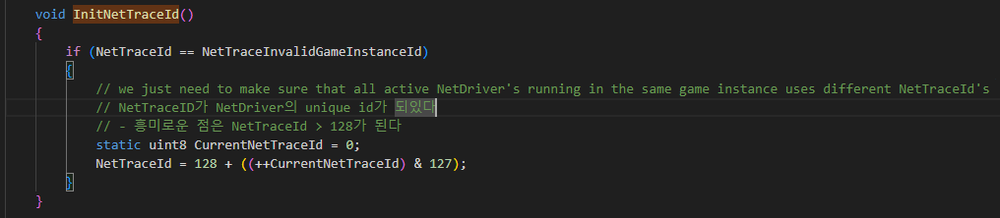 void InitNetTraceId()
{
if (NetTraceId == NetTraceInvalidGameInstanceId)
{
// we just need to make sure that all active NetDriver's running in the same game instance uses different NetTraceId's
// NetTraceID가 NetDriver의 unique id가 되있다
// - 흥미로운 점은 NetTraceId > 128가 된다
static uint8 CurrentNetTraceId = 0;
NetTraceId = 128 + ((++CurrentNetTraceId) & 127);
}
}